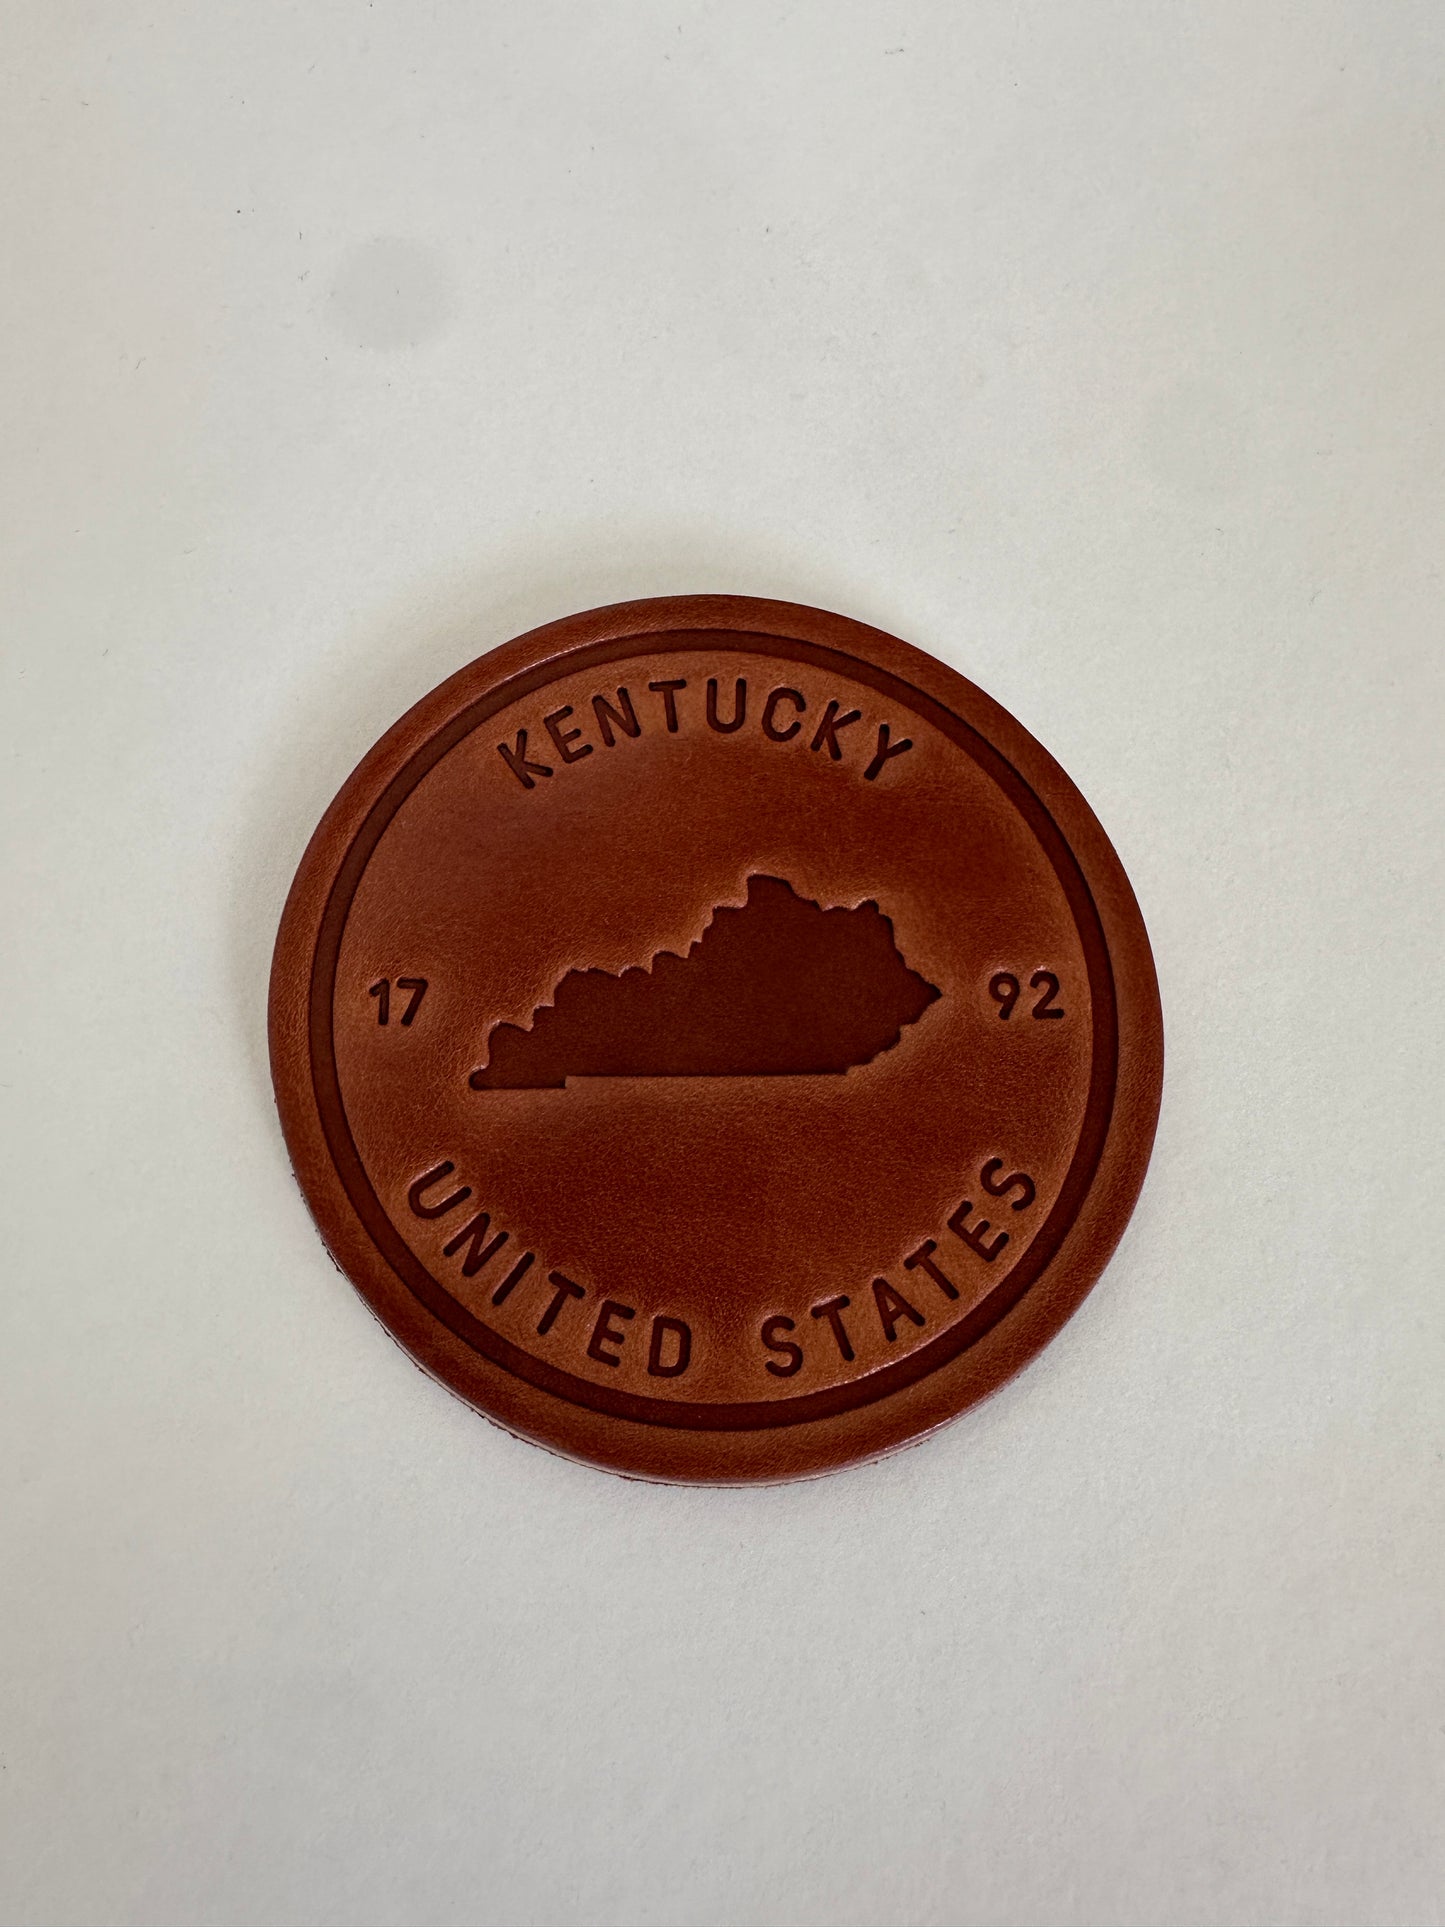 KENTUCKY
17 92
UNITED STATES